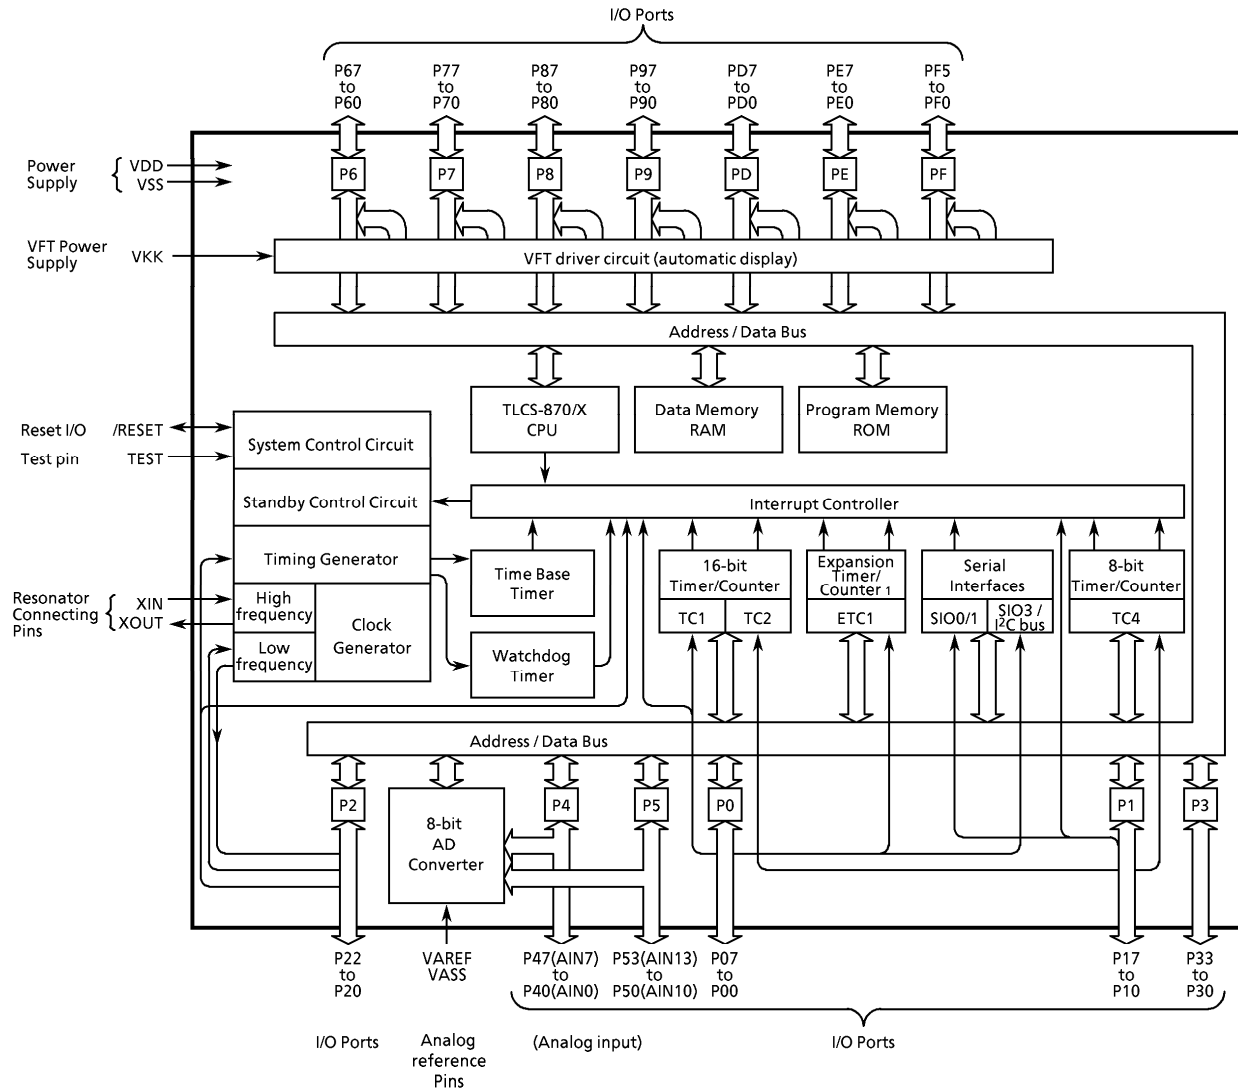 I/O Ports
P67 to P60
P77 to P70
P87 to P80
P97 to P90
PD7 to PD0
PE7 to PE0
PF5 to PF0
Power Supply
VDD
VSS
P6
P7
P8
P9
PD
PE
PF
VFT Power Supply
VKK
VFT driver circuit (automatic display)
Address / Data Bus
TLCS-870/X CPU
Data Memory RAM
Program Memory ROM
Reset I/O
/RESET
Test pin
TEST
System Control Circuit
Standby Control Circuit
Interrupt Controller
Timing Generator
Time Base Timer
16-bit Timer/Counter
TC1
TC2
Expansion Timer/ Counter 1
ETC1
Serial Interfaces
SIO0/1
SIO3 / I²C bus
8-bit Timer/Counter
TC4
Resonator Connecting Pins
XIN
XOUT
High frequency
Low frequency
Clock Generator
Watchdog Timer
Address / Data Bus
P2
8-bit AD Converter
P4
P5
P0
P1
P3
P22 to P20
VAREF
VASS
P47(AIN7) to P40(AIN0)
P53(AIN13) to P50(AIN10)
P07 to P00
P17 to P10
P33 to P30
I/O Ports
Analog reference Pins
(Analog input)
I/O Ports